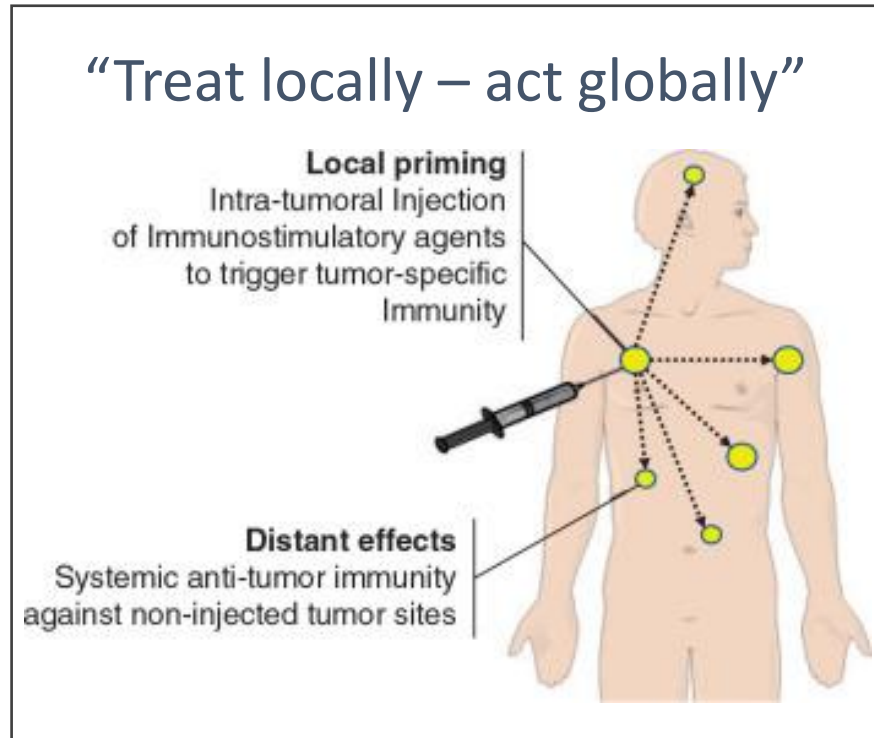 “Treat locally – act globally”
Local priming
Intra-tumoral Injection
of Immunostimulatory agents
to trigger tumor-specific
Immunity
Distant effects
Systemic anti-tumor immunity
against non-injected tumor sites